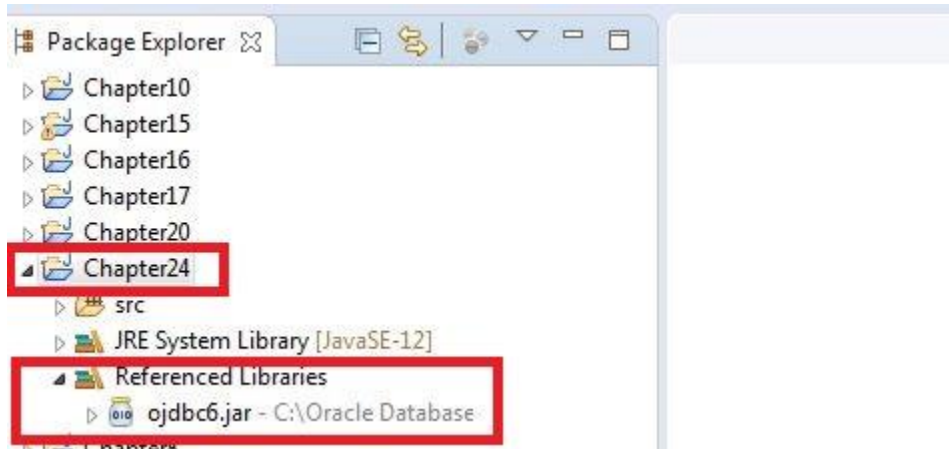 Package Explorer
Chapter10
Chapter15
Chapter16
Chapter17
Chapter20
Chapter24
src
JRE System Library [JavaSE-12]
Referenced Libraries
ojdbc6.jar - C:\Oracle Database